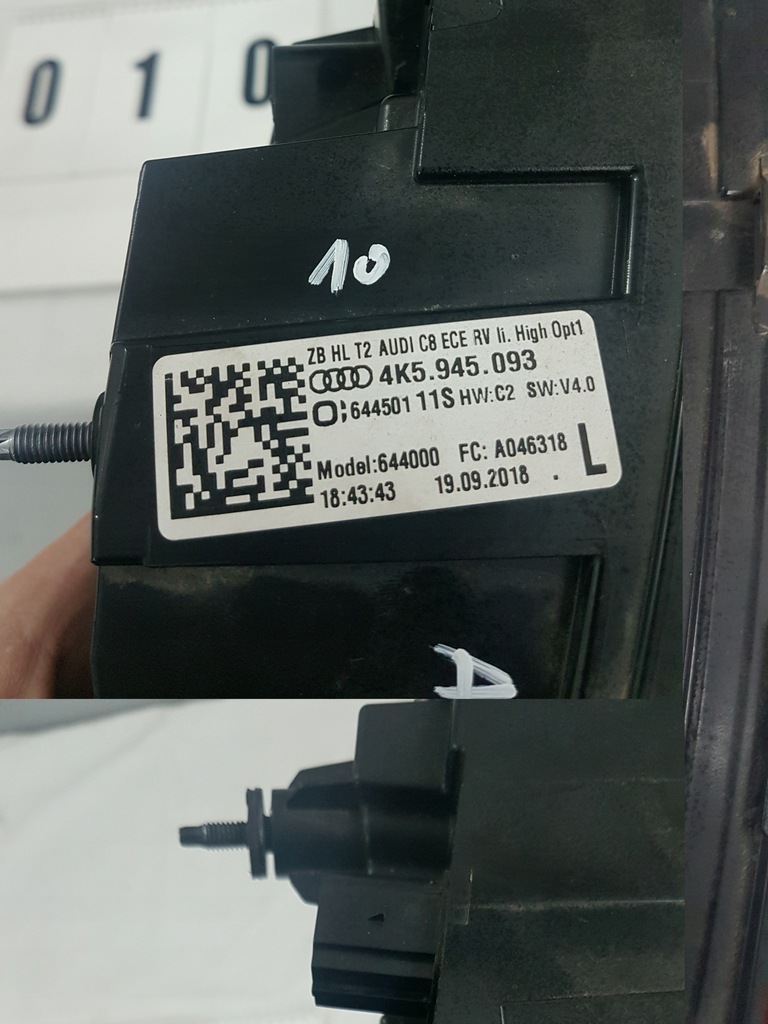 0 1 0
10
ZB HL T2 AUDI C8 ECE RV li. High Opt1
4K5.945.093
644501 11S HW:C2 SW:V4.0
Model:644000 FC: A046318
18:43:43 19.09.2018 . L